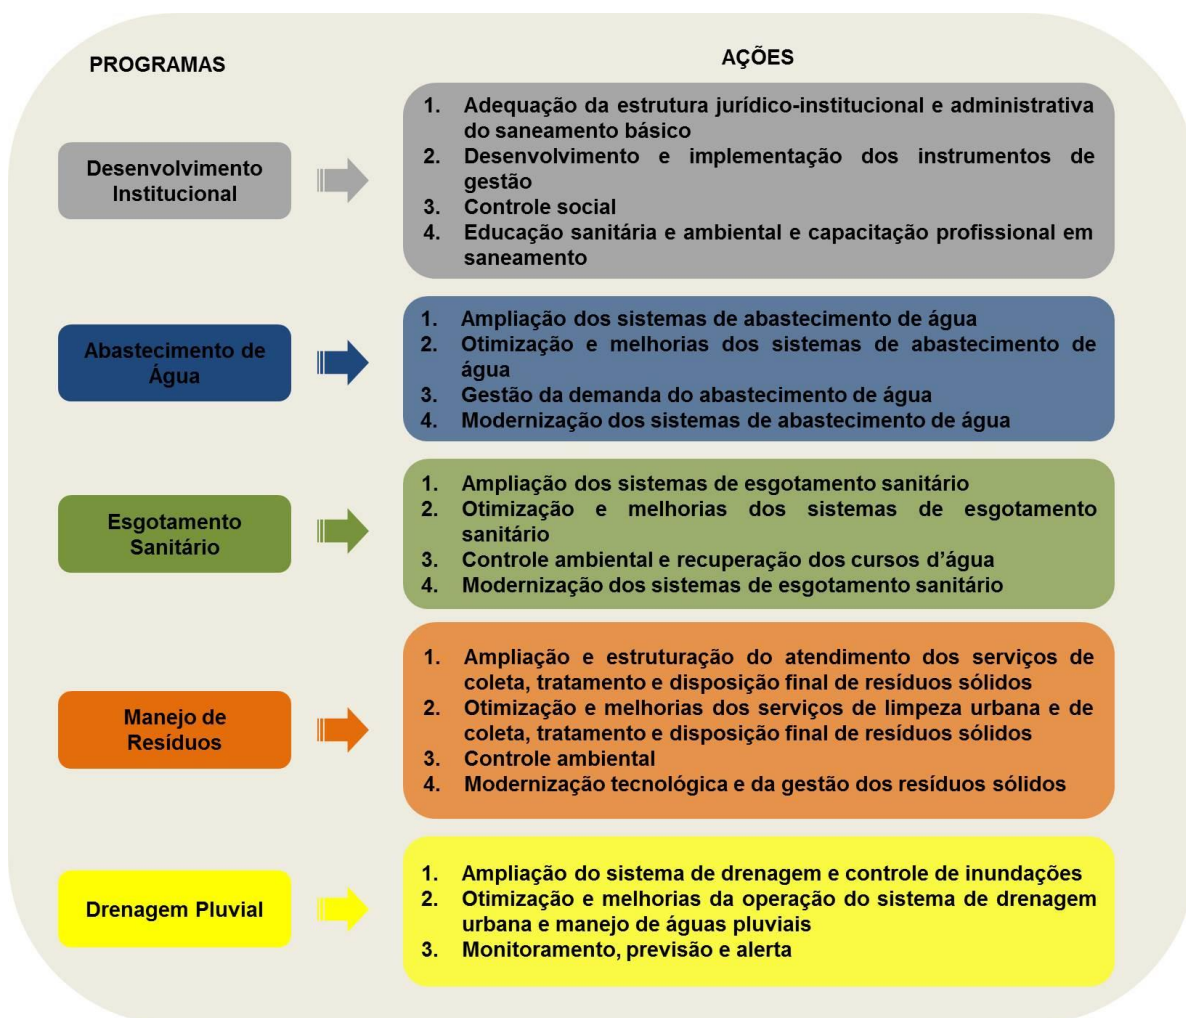 PROGRAMAS
AÇÕES
Desenvolvimento
Institucional
1. Adequação da estrutura jurídico-institucional e administrativa
do saneamento básico
2. Desenvolvimento e implementação dos instrumentos de
gestão
3. Controle social
4. Educação sanitária e ambiental e capacitação profissional em
saneamento
Abastecimento de
Água
1. Ampliação dos sistemas de abastecimento de água
2. Otimização e melhorias dos sistemas de abastecimento de
água
3. Gestão da demanda do abastecimento de água
4. Modernização dos sistemas de abastecimento de água
Esgotamento
Sanitário
1. Ampliação dos sistemas de esgotamento sanitário
2. Otimização e melhorias dos sistemas de esgotamento
sanitário
3. Controle ambiental e recuperação dos cursos d’água
4. Modernização dos sistemas de esgotamento sanitário
Manejo de
Resíduos
1. Ampliação e estruturação do atendimento dos serviços de
coleta, tratamento e disposição final de resíduos sólidos
2. Otimização e melhorias dos serviços de limpeza urbana e de
coleta, tratamento e disposição final de resíduos sólidos
3. Controle ambiental
4. Modernização tecnológica e da gestão dos resíduos sólidos
Drenagem Pluvial
1. Ampliação do sistema de drenagem e controle de inundações
2. Otimização e melhorias da operação do sistema de drenagem
urbana e manejo de águas pluviais
3. Monitoramento, previsão e alerta